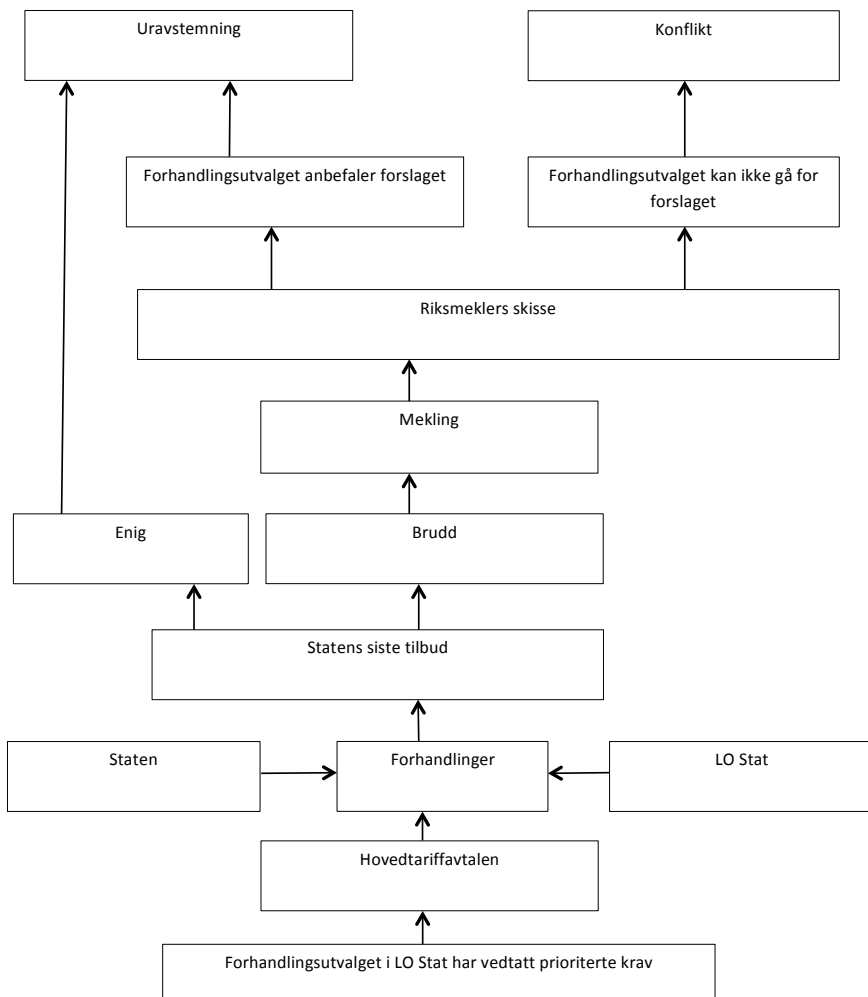 Uravstemning
Konflikt
Forhandlingsutvalget anbefaler forslaget
Forhandlingsutvalget kan ikke gå for
forslaget
Riksmeklers skisse
Mekling
Enig
Brudd
Statens siste tilbud
Staten
Forhandlinger
LO Stat
Hovedtariffavtalen
Forhandlingsutvalget i LO Stat har vedtatt prioriterte krav